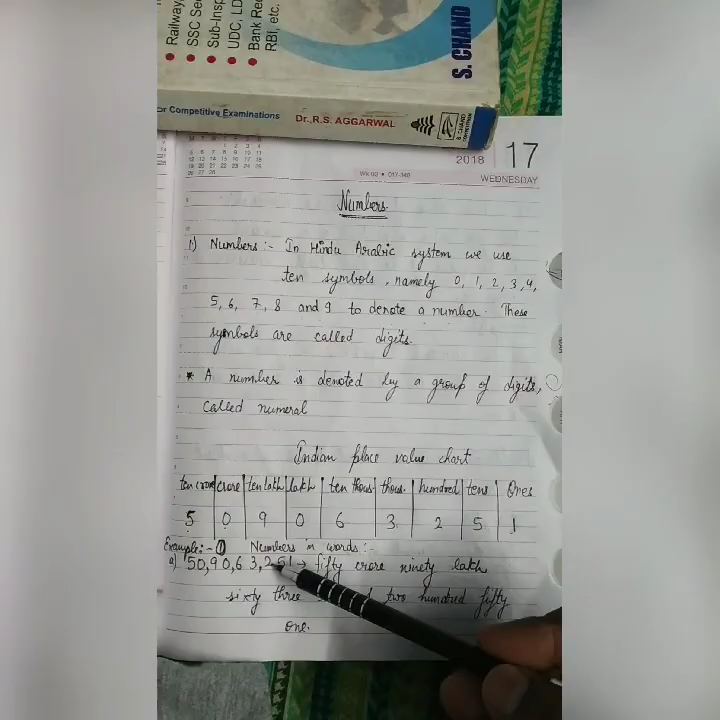 Railway,
SSC Se
Sub-Insp
UDC, LD
Bank Re
RBI, etc.
S. CHAND
or Competitive Examinations Dr. R.S. AGGARWAL
2018 17
WEDNESDAY
Numbers
1) Numbers :- In Hindu Arabic system we use
ten symbols, namely 0, 1, 2, 3, 4,
5, 6, 7, 8 and 9 to denote a number. These
symbols are called digits.
* A number is denoted by a group of digits,
called numeral
Indian place value chart
ten crore crore ten lakh lakh ten thous thous. hundred tens Ones
5 0 9 0 6 3 2 5 1
Example:- 1 Numbers in words :-
a) 50,90,63,251 → fifty crore ninety lakh
sixty three two hundred fifty
one.